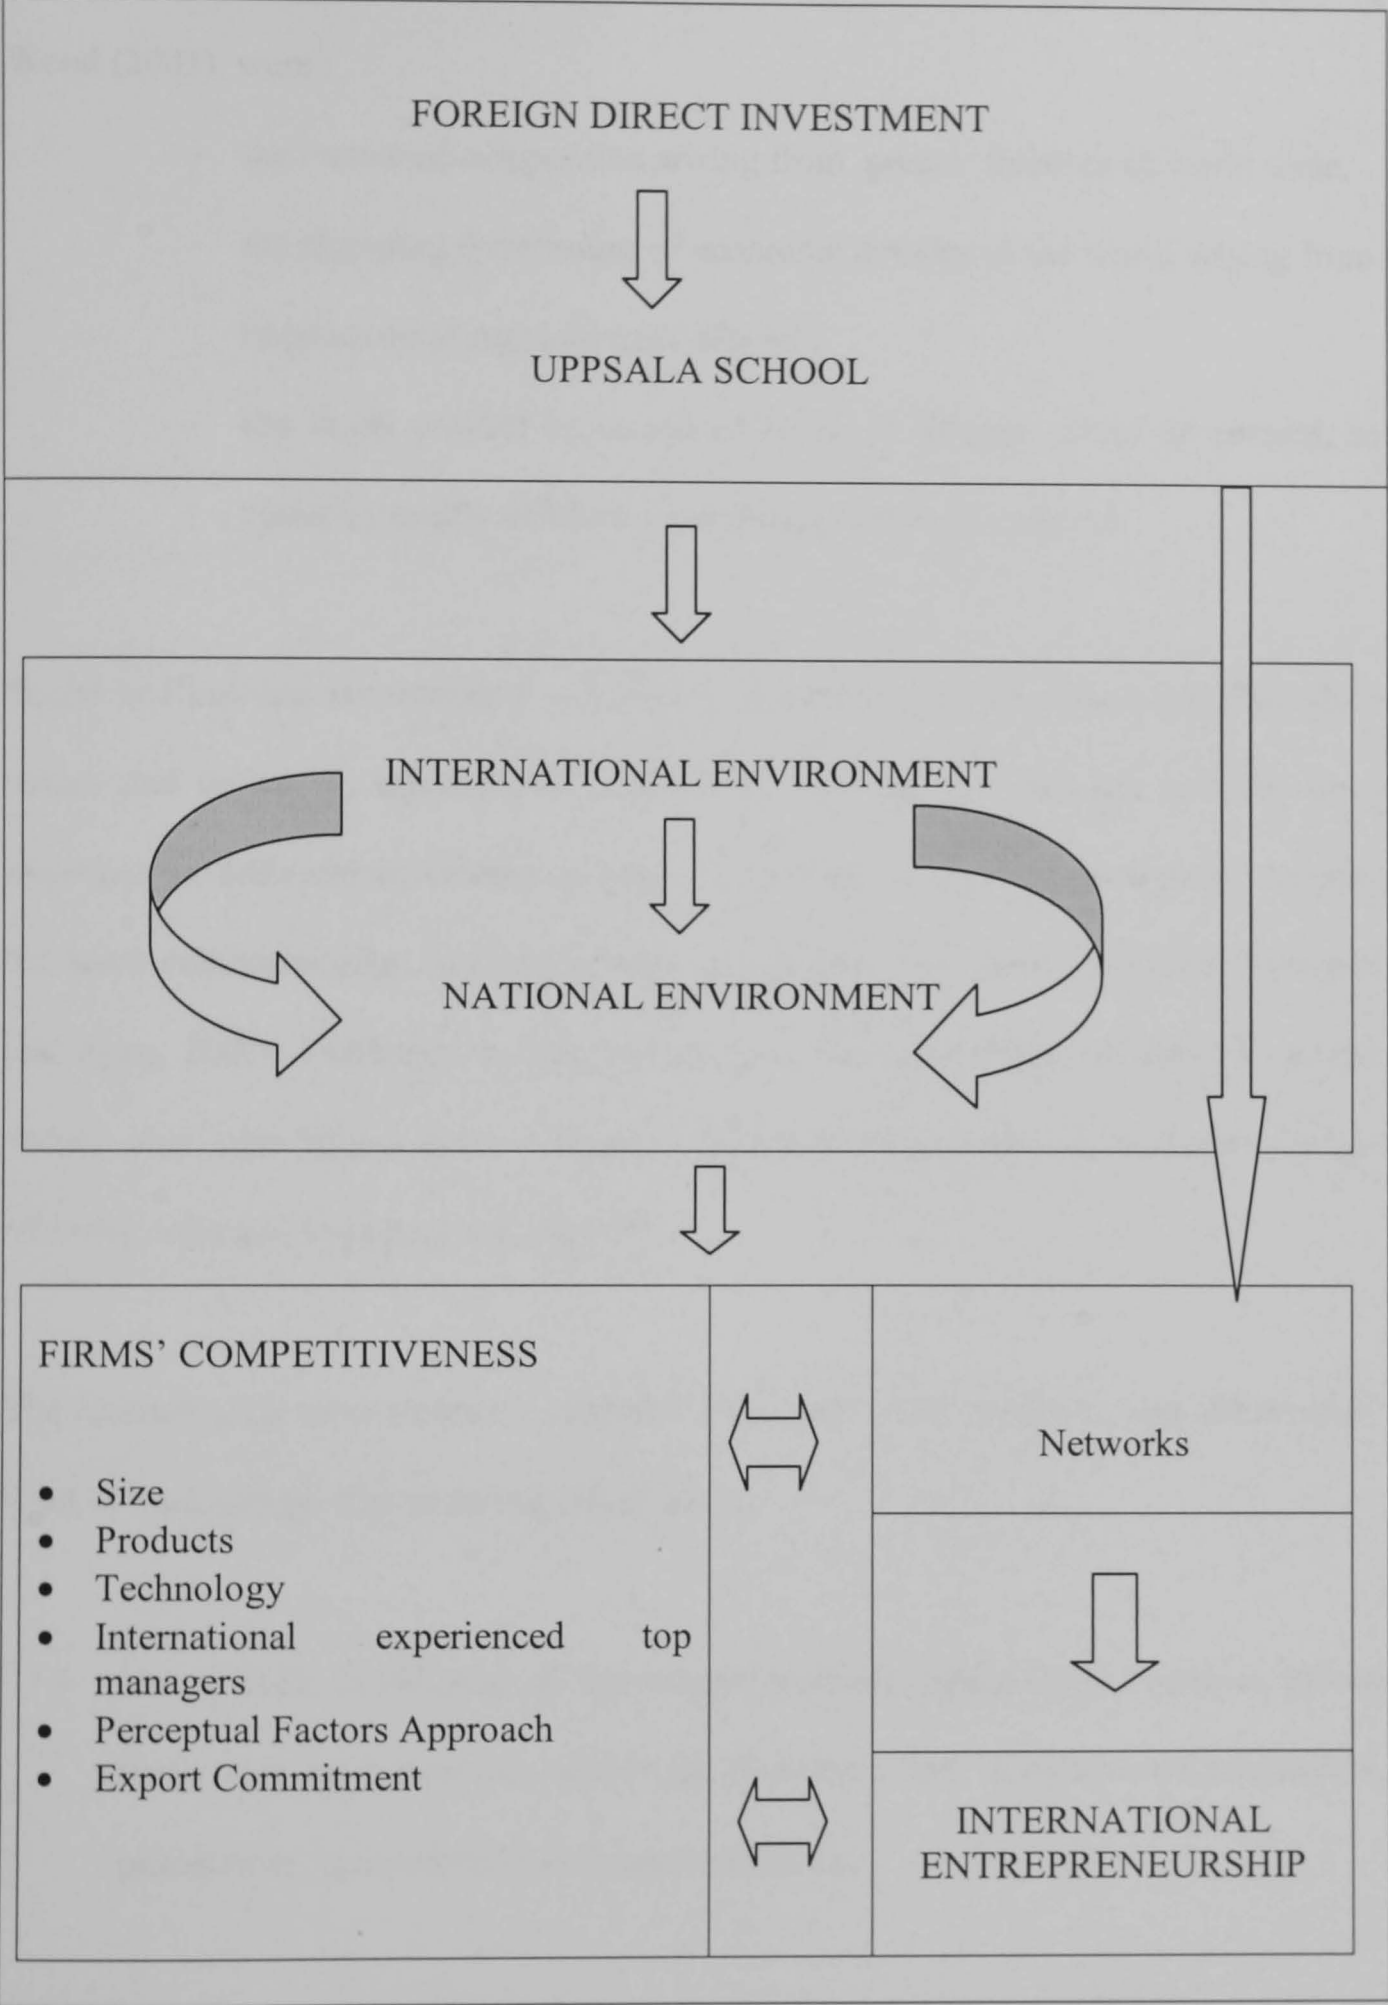 FOREIGN DIRECT INVESTMENT
UPPSALA SCHOOL
INTERNATIONAL ENVIRONMENT
NATIONAL ENVIRONMENT
FIRMS’ COMPETITIVENESS
• Size
• Products
• Technology
• International experienced top
managers
• Perceptual Factors Approach
• Export Commitment
Networks
INTERNATIONAL
ENTREPRENEURSHIP